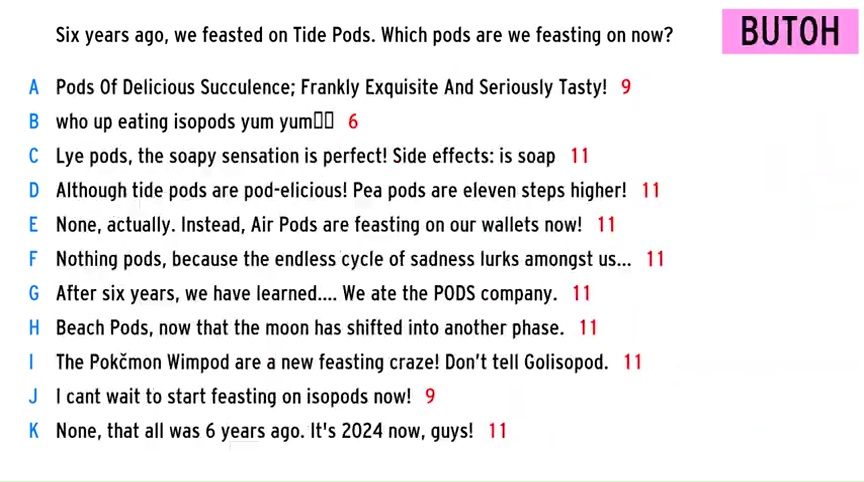 Six years ago, we feasted on Tide Pods. Which pods are we feasting on now?
BUTOH
A Pods Of Delicious Succulence; Frankly Exquisite And Seriously Tasty! 9
B who up eating isopods yum yum▯▯ 6
C Lye pods, the soapy sensation is perfect! Side effects: is soap 11
D Although tide pods are pod-elicious! Pea pods are eleven steps higher! 11
E None, actually. Instead, Air Pods are feasting on our wallets now! 11
F Nothing pods, because the endless cycle of sadness lurks amongst us... 11
G After six years, we have learned.... We ate the PODS company. 11
H Beach Pods, now that the moon has shifted into another phase. 11
I The Pokčmon Wimpod are a new feasting craze! Don't tell Golisopod. 11
J I cant wait to start feasting on isopods now! 9
K None, that all was 6 years ago. It's 2024 now, guys! 11